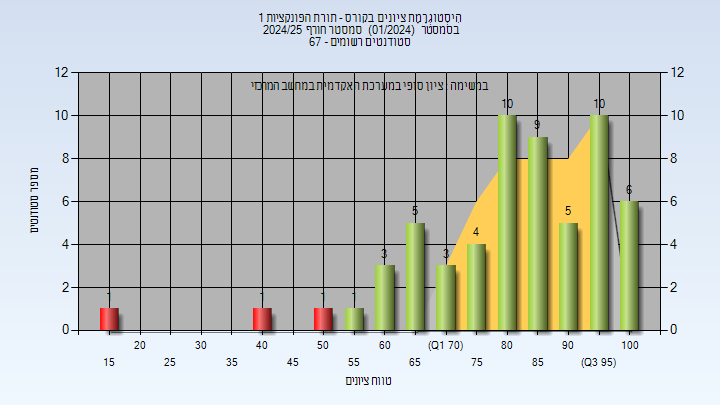 היסטוגרמת ציונים בקורס - תורת הפונקציות 1
בסמסטר (01/2024) סמסטר חורף 2024/25
סטודנטים רשומים - 67
במשימה: ציון סופי במערכת האקדמית במחשב המרכזי
12 12
10 10
8 8
6 6
4 4
2 2
0 0
1 1 1 1 3 5 3 4 10 9 5 10 6
מספר סטודנטים
20 30 40 50 60 (Q1 70) 80 90 100
15 25 35 45 55 65 75 85 (Q3 95)
טווח ציונים